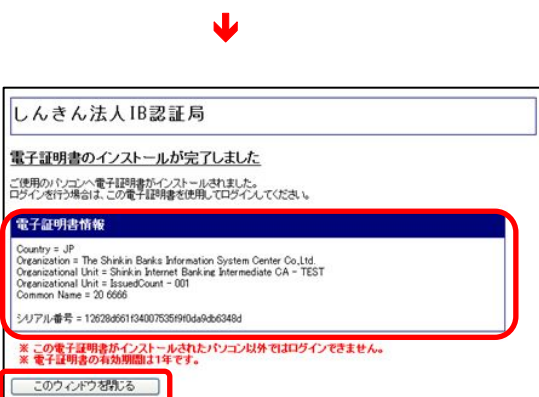 しんきん法人IB認証局
電子証明書のインストールが完了しました
ご使用のパソコンへ電子証明書がインストールされました。
ログインを行う場合は、この電子証明書を使用してログインしてください。
電子証明書情報
Country = JP
Organization = The Shinkin Banks Information System Center Co.,Ltd.
Organizational Unit = Shinkin Internet Banking Intermediate CA - TEST
Organizational Unit = IssuedCount - 001
Common Name = 20 6666
シリアル番号 = 12628d661f34007535f9f0da9db6348d
※ この電子証明書がインストールされたパソコン以外ではログインできません。
※ 電子証明書の有効期間は1年です。
このウィンドウを閉じる